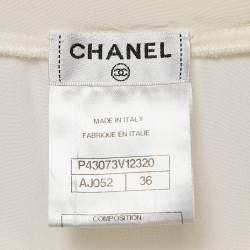 CHANEL
MADE IN ITALY
FABRIQUÉ EN ITALIE
P43073V12320
AJ052 36
COMPOSITION